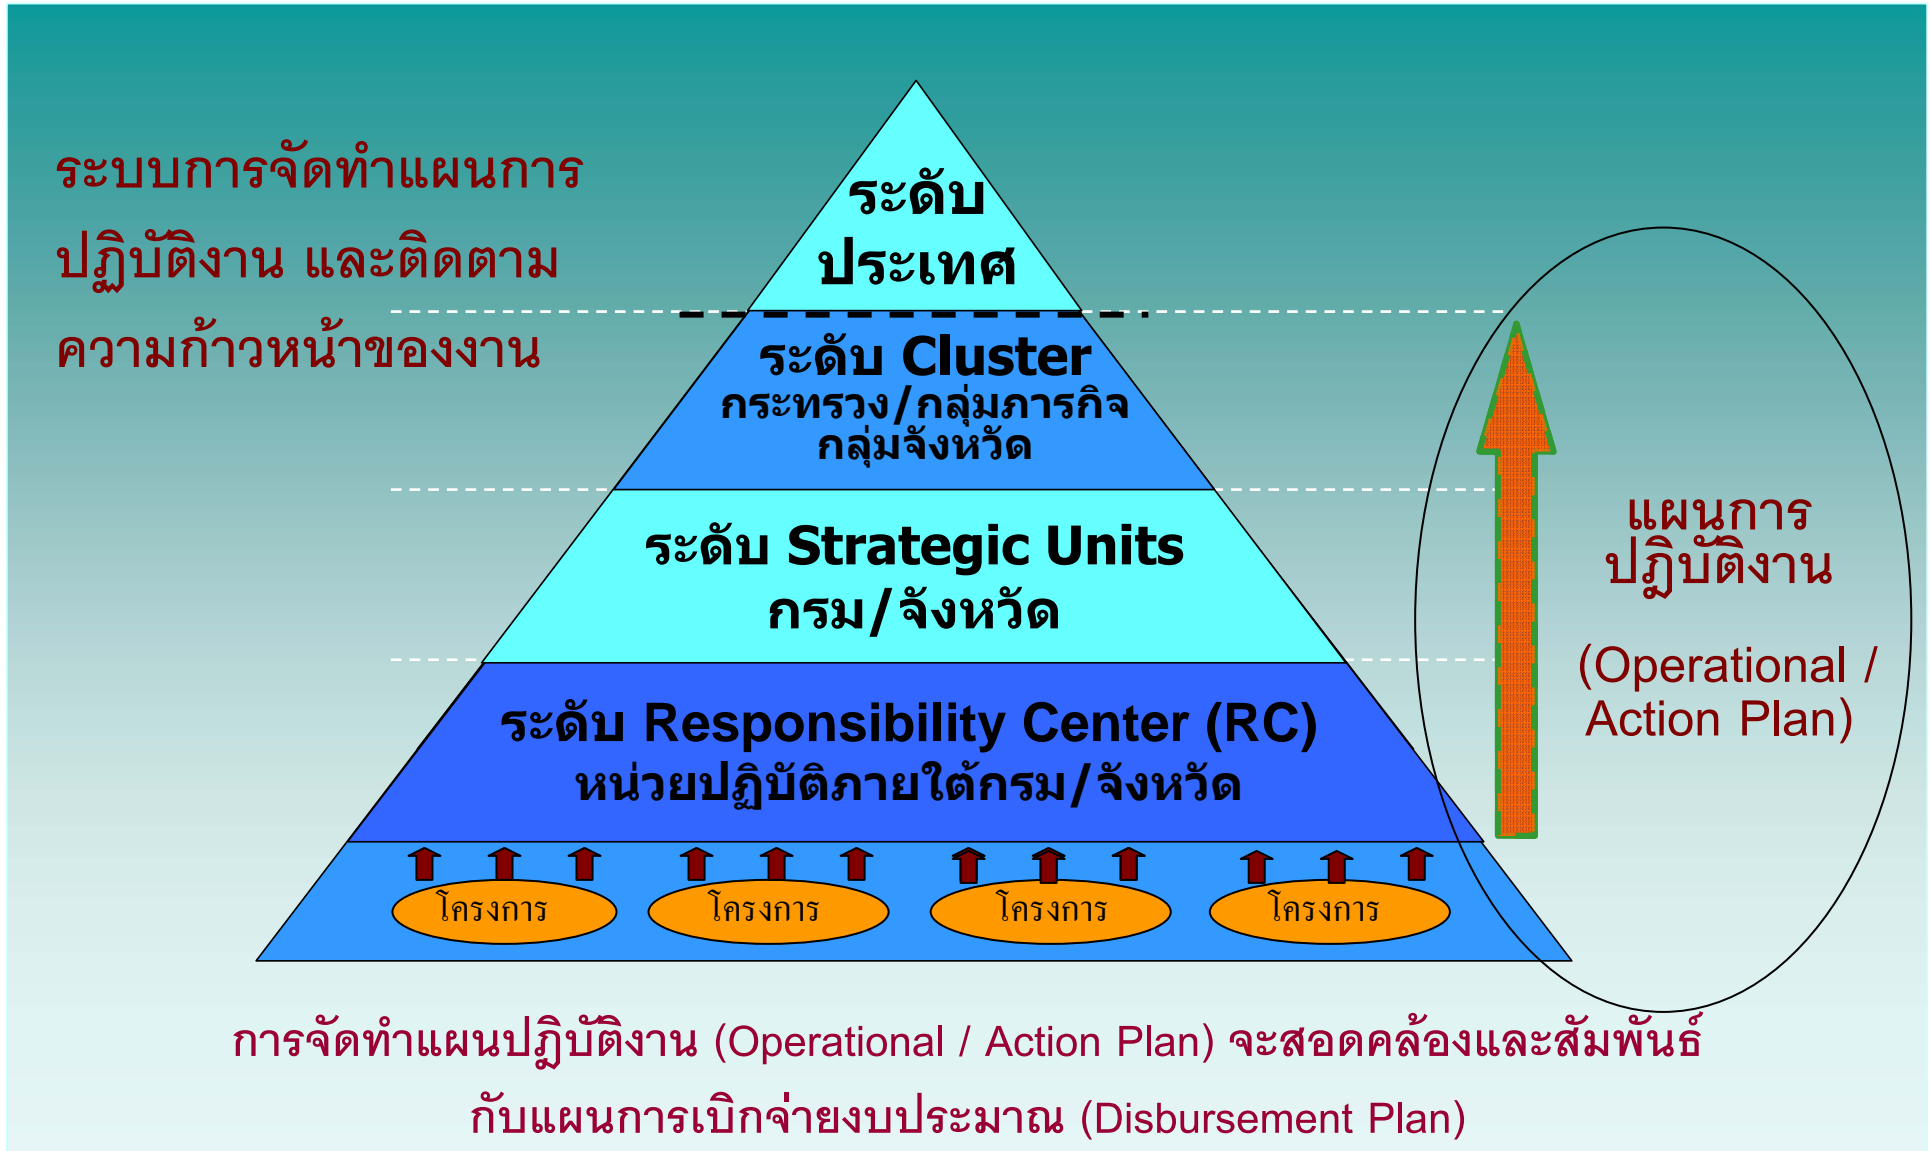 ระบบการจัดทำแผนการ
ปฏิบัติงาน และติดตาม
ความก้าวหน้าของงาน
ระดับ
ประเทศ
ระดับ Cluster
กระทรวง/กลุ่มภารกิจ
กลุ่มจังหวัด
ระดับ Strategic Units
กรม/จังหวัด
ระดับ Responsibility Center (RC)
หน่วยปฏิบัติภายใต้กรม/จังหวัด
โครงการ โครงการ โครงการ โครงการ
แผนการ
ปฎิบัติงาน
(Operational /
Action Plan)
การจัดทำแผนปฎิบัติงาน (Operational / Action Plan) จะสอดคล้องและสัมพันธ์
กับแผนการเบิกจ่ายงบประมาณ (Disbursement Plan)